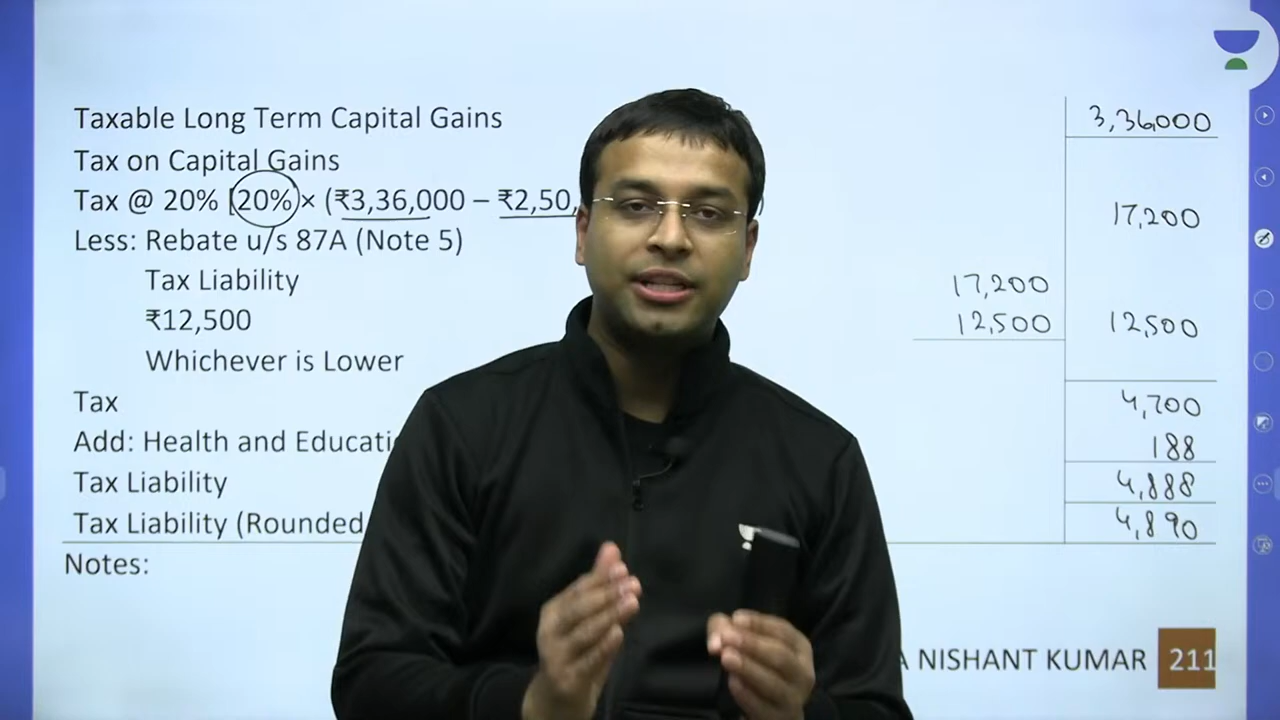 Taxable Long Term Capital Gains 3,36,000
Tax on Capital Gains
Tax @ 20% [20% × (₹3,36,000 – ₹2,50, 17,200
Less: Rebate u/s 87A (Note 5)
Tax Liability 17,200
₹12,500 12,500 12,500
Whichever is Lower
Tax 4,700
Add: Health and Educati 188
Tax Liability 4,888
Tax Liability (Rounded 4,890
Notes:
A NISHANT KUMAR 211